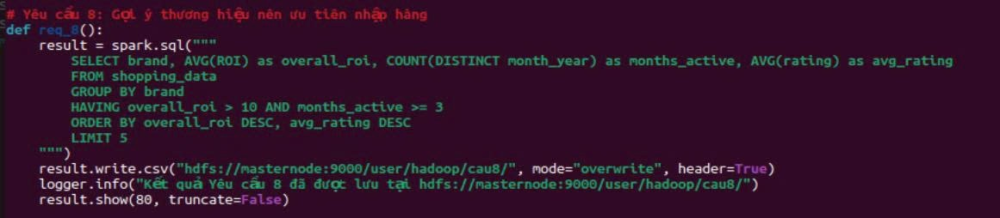 # Yêu cầu 8: Gợi ý thương hiệu nên ưu tiên nhập hàng
def req_8():
    result = spark.sql("""
        SELECT brand, AVG(ROI) as overall_roi, COUNT(DISTINCT month_year) as months_active, AVG(rating) as avg_rating
        FROM shopping_data
        GROUP BY brand
        HAVING overall_roi > 10 AND months_active >= 3
        ORDER BY overall_roi DESC, avg_rating DESC
        LIMIT 5
    """)
    result.write.csv("hdfs://masternode:9000/user/hadoop/cau8/", mode="overwrite", header=True)
    logger.info("Kết quả Yêu cầu 8 đã được lưu tại hdfs://masternode:9000/user/hadoop/cau8/")
    result.show(80, truncate=False)